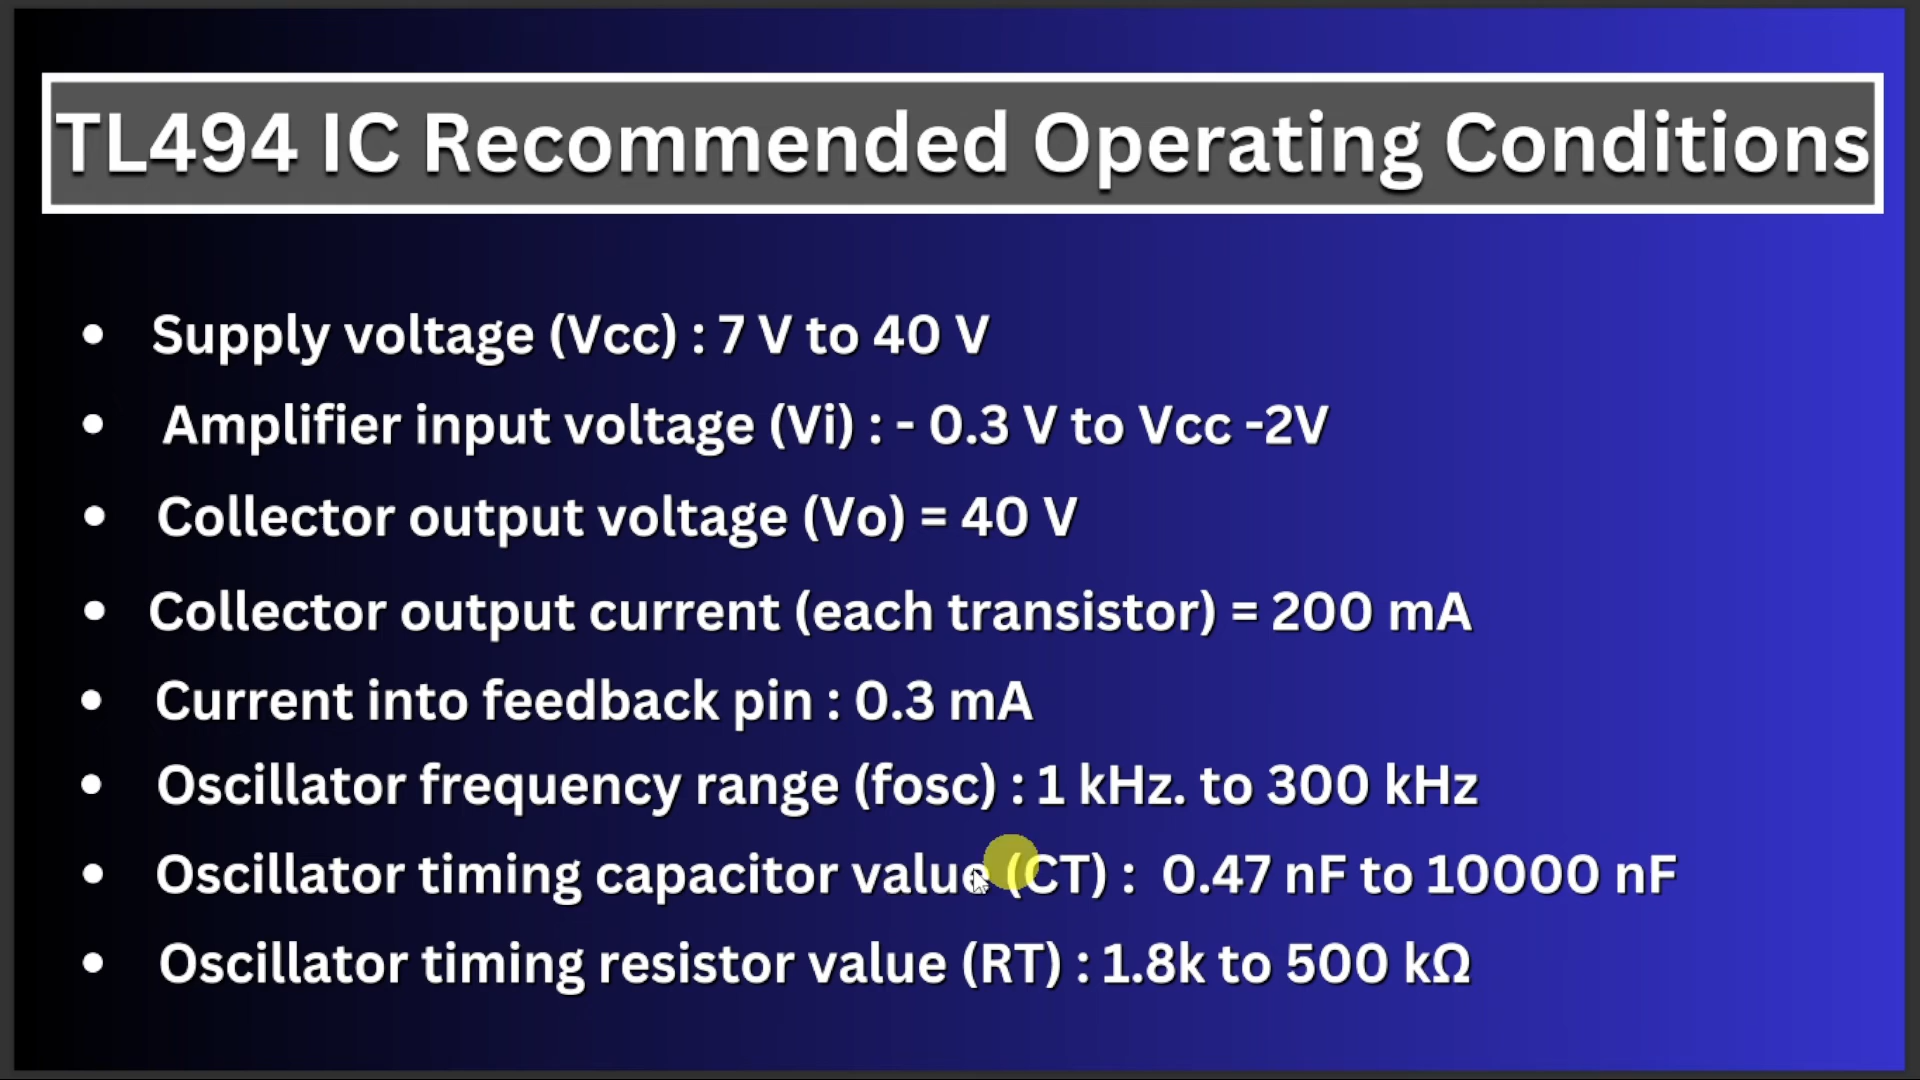 TL494 IC Recommended Operating Conditions
• Supply voltage (Vcc) : 7 V to 40 V
• Amplifier input voltage (Vi) : - 0.3 V to Vcc -2V
• Collector output voltage (Vo) = 40 V
• Collector output current (each transistor) = 200 mA
• Current into feedback pin : 0.3 mA
• Oscillator frequency range (fosc) : 1 kHz. to 300 kHz
• Oscillator timing capacitor value (CT) : 0.47 nF to 10000 nF
• Oscillator timing resistor value (RT) : 1.8k to 500 kΩ